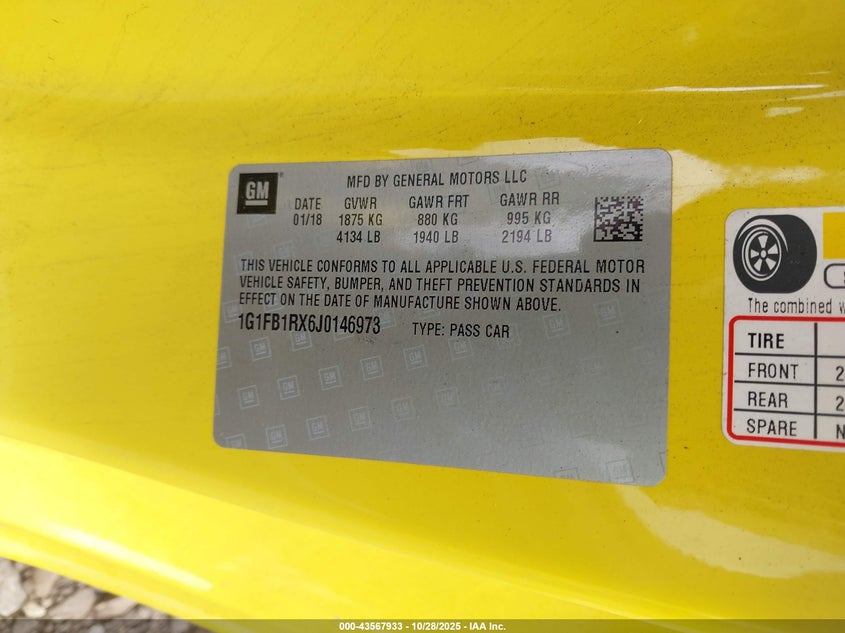 GM
MFD BY GENERAL MOTORS LLC
DATE GVWR GAWR FRT GAWR RR
01/18 1875 KG 880 KG 995 KG
4134 LB 1940 LB 2194 LB
THIS VEHICLE CONFORMS TO ALL APPLICABLE U.S. FEDERAL MOTOR
VEHICLE SAFETY, BUMPER, AND THEFT PREVENTION STANDARDS IN
EFFECT ON THE DATE OF MANUFACTURE SHOWN ABOVE.
1G1FB1RX6J0146973 TYPE: PASS CAR
The combined
TIRE
FRONT 2
REAR 2
SPARE N
000-43567933 | 10/28/2025 - IAA Inc.